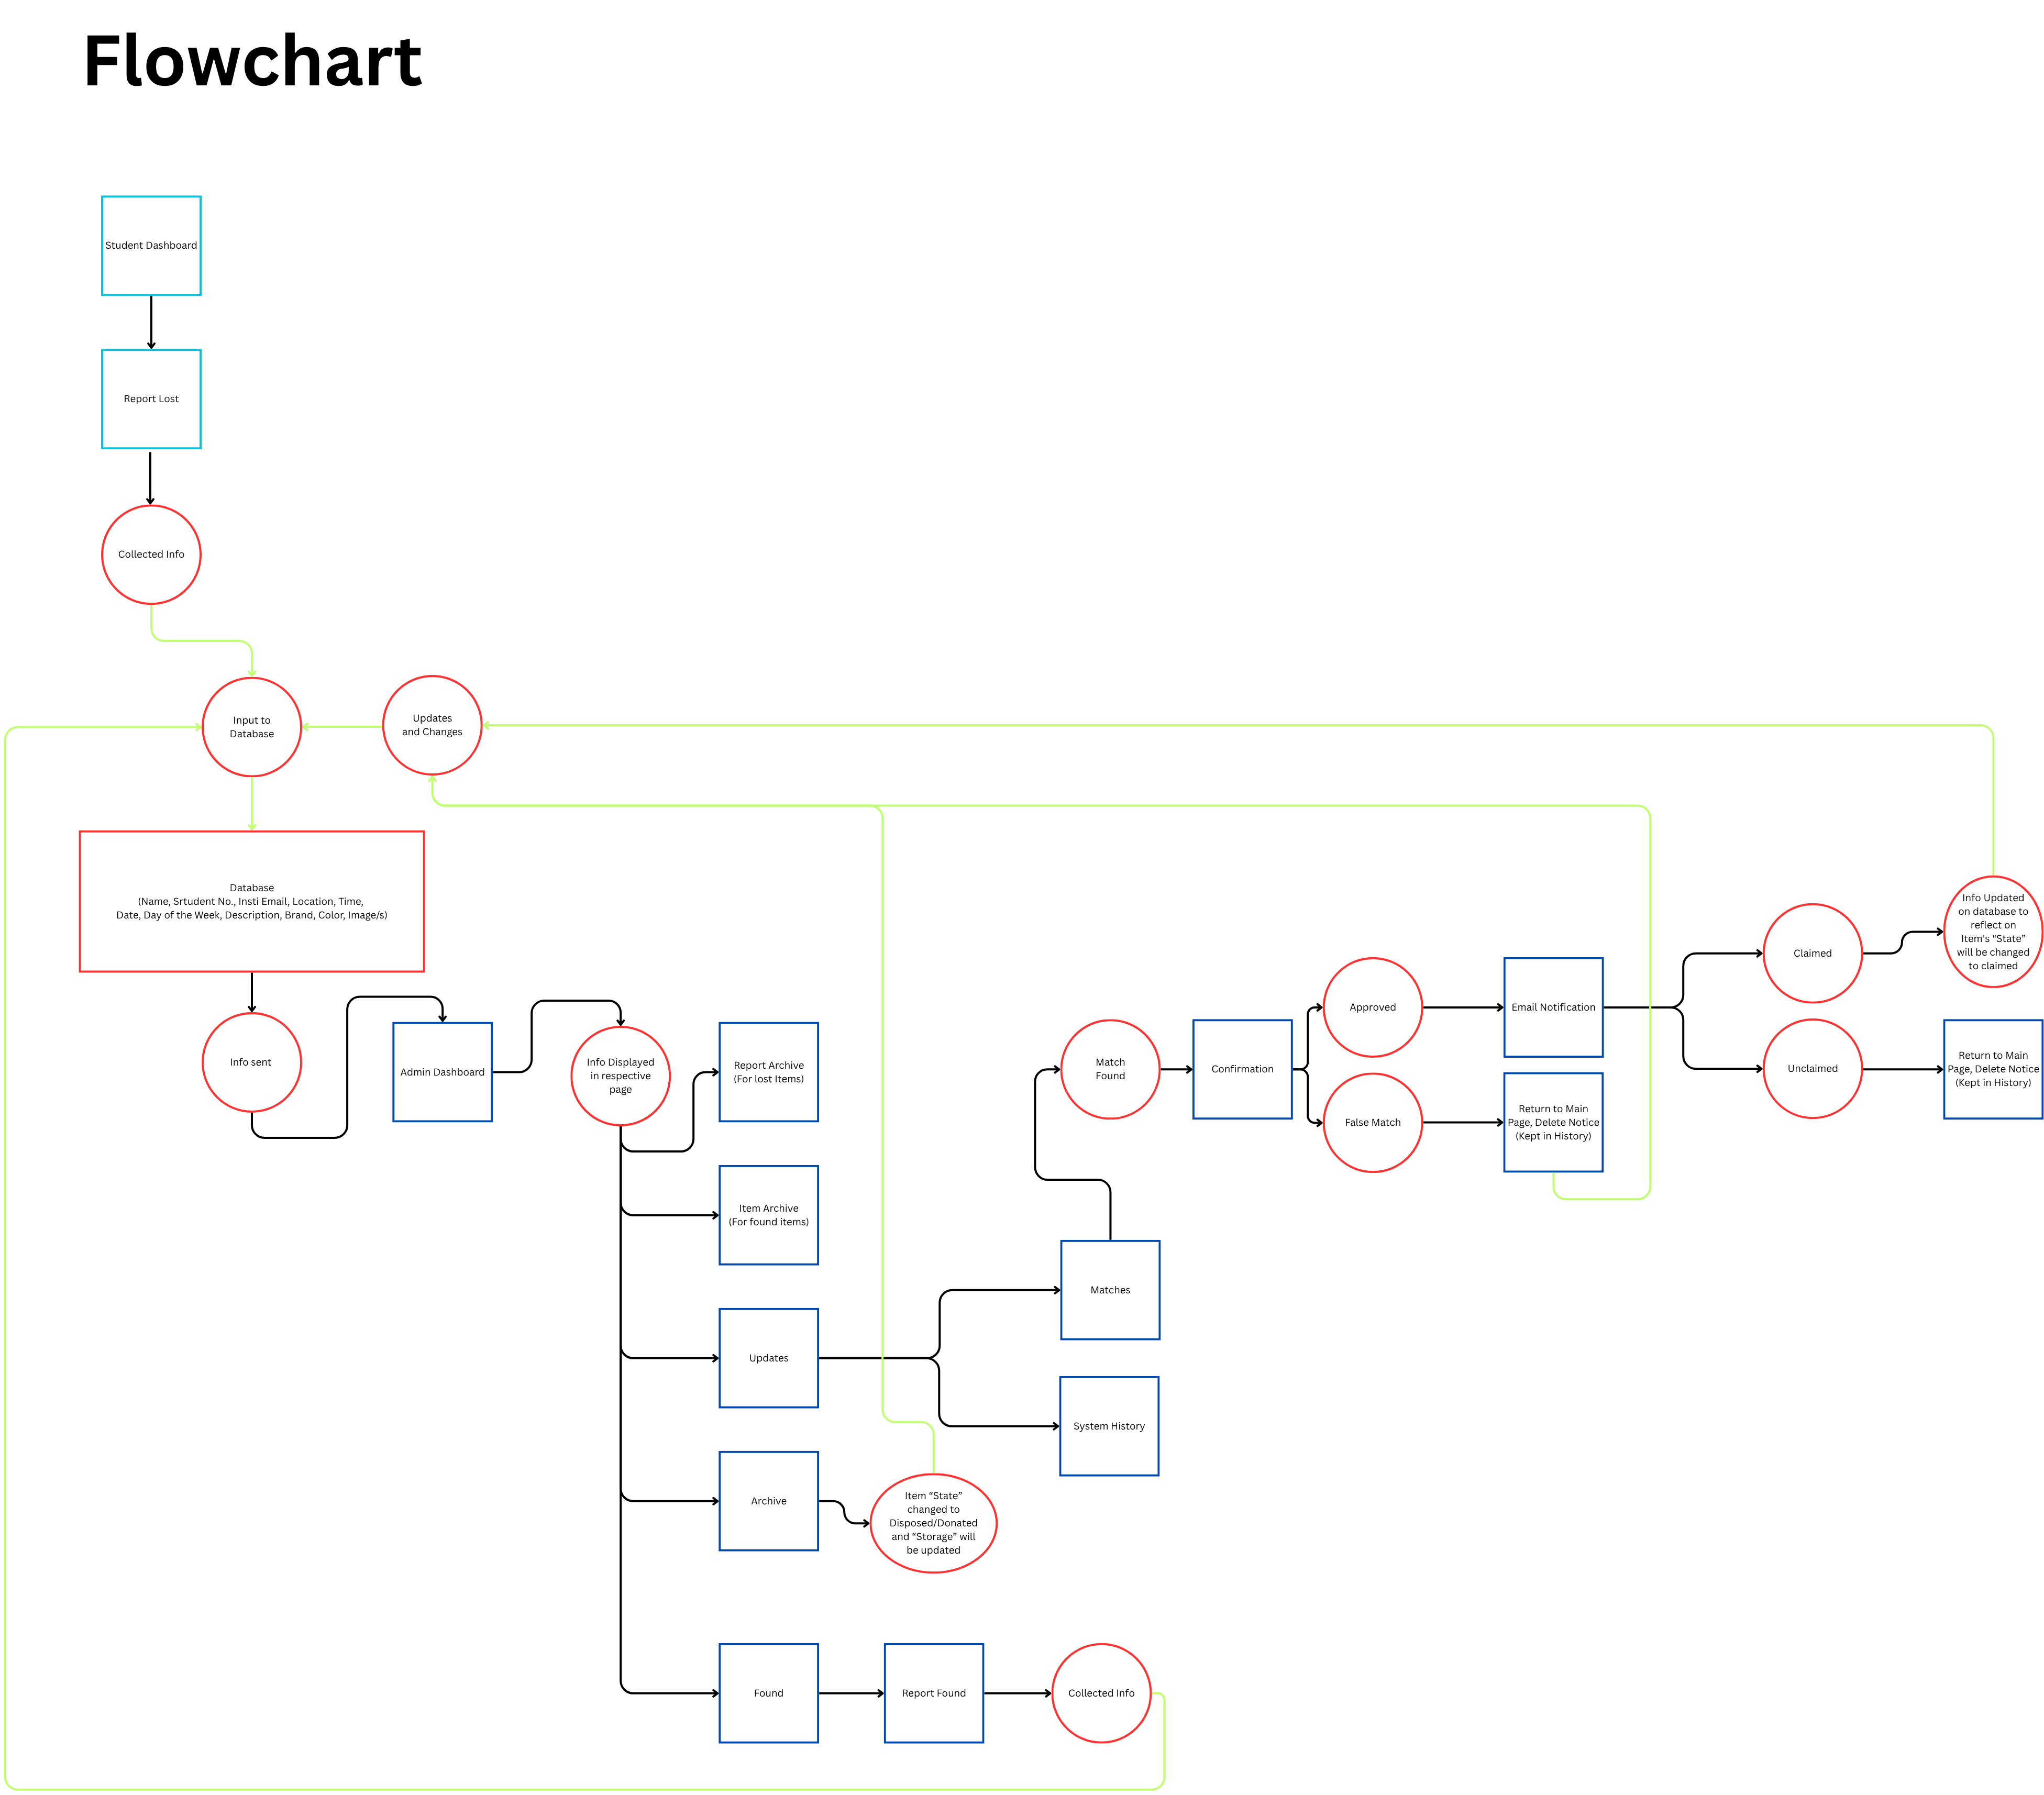 Flowchart
Student Dashboard
Report Lost
Collected Info
Input to
Database
Updates
and Changes
Database
(Name, Srtudent No., Insti Email, Location, Time,
Date, Day of the Week, Description, Brand, Color, Image/s)
Info sent
Admin Dashboard
Info Displayed
in respective
page
Report Archive
(For lost Items)
Item Archive
(For found items)
Updates
Archive
Item “State”
changed to
Disposed/Donated
and “Storage” will
be updated
Found
Report Found
Collected Info
Matches
System History
Match
Found
Confirmation
Approved
False Match
Email Notification
Return to Main
Page, Delete Notice
(Kept in History)
Claimed
Unclaimed
Info Updated
on database to
reflect on
Item's “State”
will be changed
to claimed
Return to Main
Page, Delete Notice
(Kept in History)